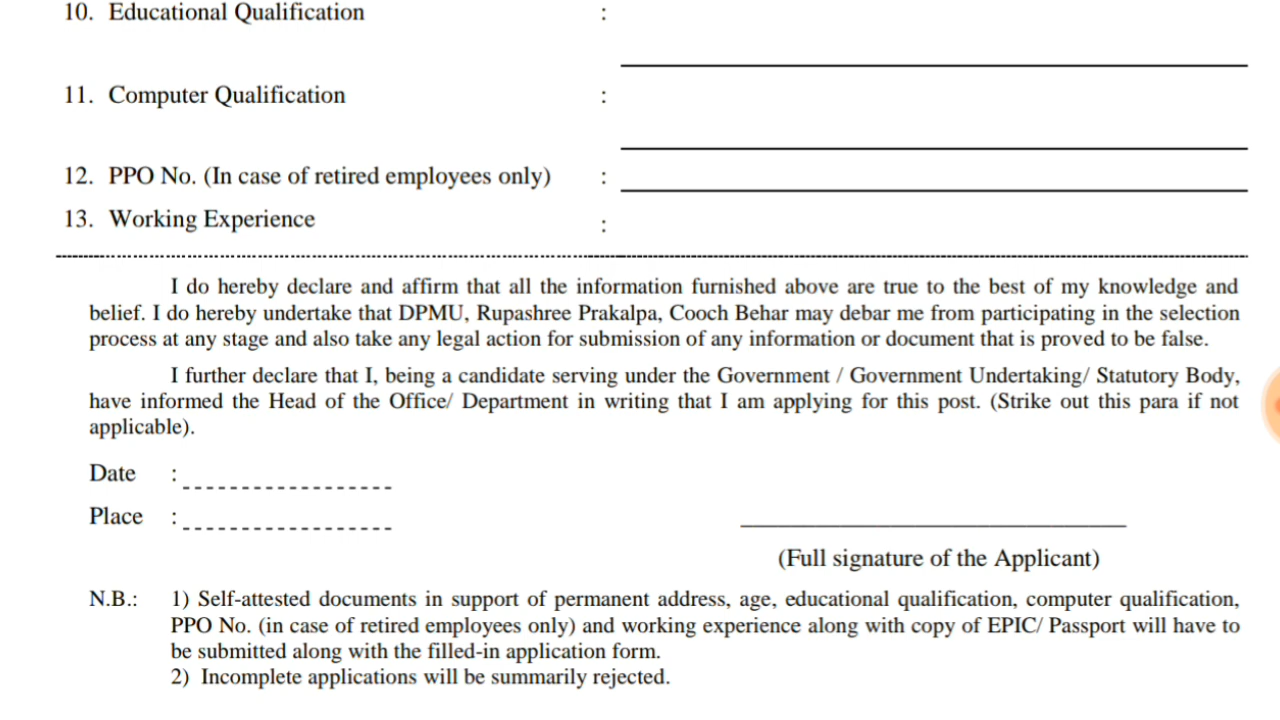 10. Educational Qualification :
11. Computer Qualification :
12. PPO No. (In case of retired employees only) :
13. Working Experience :
I do hereby declare and affirm that all the information furnished above are true to the best of my knowledge and
belief. I do hereby undertake that DPMU, Rupashree Prakalpa, Cooch Behar may debar me from participating in the selection
process at any stage and also take any legal action for submission of any information or document that is proved to be false.
I further declare that I, being a candidate serving under the Government / Government Undertaking/ Statutory Body,
have informed the Head of the Office/ Department in writing that I am applying for this post. (Strike out this para if not
applicable).
Date :
Place :
(Full signature of the Applicant)
N.B.: 1) Self-attested documents in support of permanent address, age, educational qualification, computer qualification,
PPO No. (in case of retired employees only) and working experience along with copy of EPIC/ Passport will have to
be submitted along with the filled-in application form.
2) Incomplete applications will be summarily rejected.